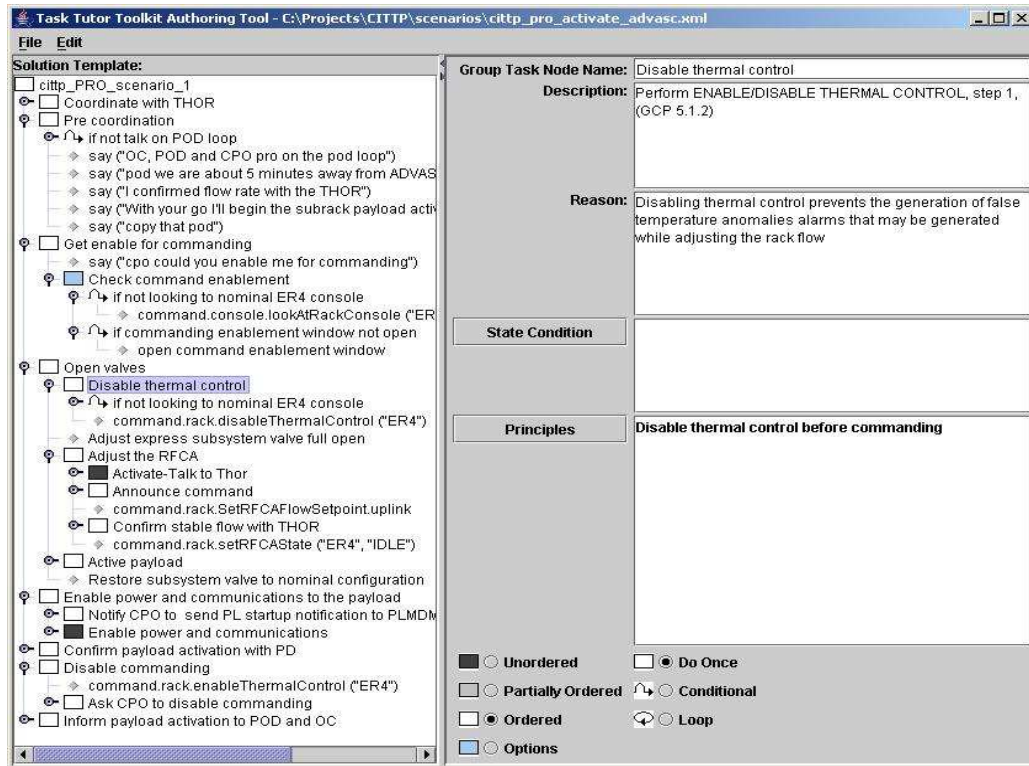 Task Tutor Toolkit Authoring Tool - C:\Projects\CITTP\scenarios\cittp_pro_activate_advasc.xml
File Edit
Solution Template:
cittp_PRO_scenario_1
Coordinate with THOR
Pre coordination
if not talk on POD loop
say ("OC, POD and CPO pro on the pod loop")
say ("pod we are about 5 minutes away from ADVAS
say ("I confirmed flow rate with the THOR")
say ("With your go I'll begin the subrack payload activ
say ("copy that pod")
Get enable for commanding
say ("cpo could you enable me for commanding")
Check command enablement
if not looking to nominal ER4 console
command.console.lookAtRackConsole ("ER
if commanding enablement window not open
open command enablement window
Open valves
Disable thermal control
if not looking to nominal ER4 console
command.rack.disableThermalControl ("ER4")
Adjust express subsystem valve full open
Adjust the RFCA
Activate-Talk to Thor
Announce command
command.rack.SetRFCAFlowSetpoint.uplink
Confirm stable flow with THOR
command.rack.setRFCAState ("ER4", "IDLE")
Active payload
Restore subsystem valve to nominal configuration
Enable power and communications to the payload
Notify CPO to send PL startup notification to PLMDM
Enable power and communications
Confirm payload activation with PD
Disable commanding
command.rack.enableThermalControl ("ER4")
Ask CPO to disable commanding
Inform payload activation to POD and OC
Group Task Node Name: Disable thermal control
Description: Perform ENABLE/DISABLE THERMAL CONTROL, step 1,
(GCP 5.1.2)
Reason: Disabling thermal control prevents the generation of false
temperature anomalies alarms that may be generated
while adjusting the rack flow
State Condition
Principles Disable thermal control before commanding
Unordered Do Once
Partially Ordered Conditional
Ordered Loop
Options